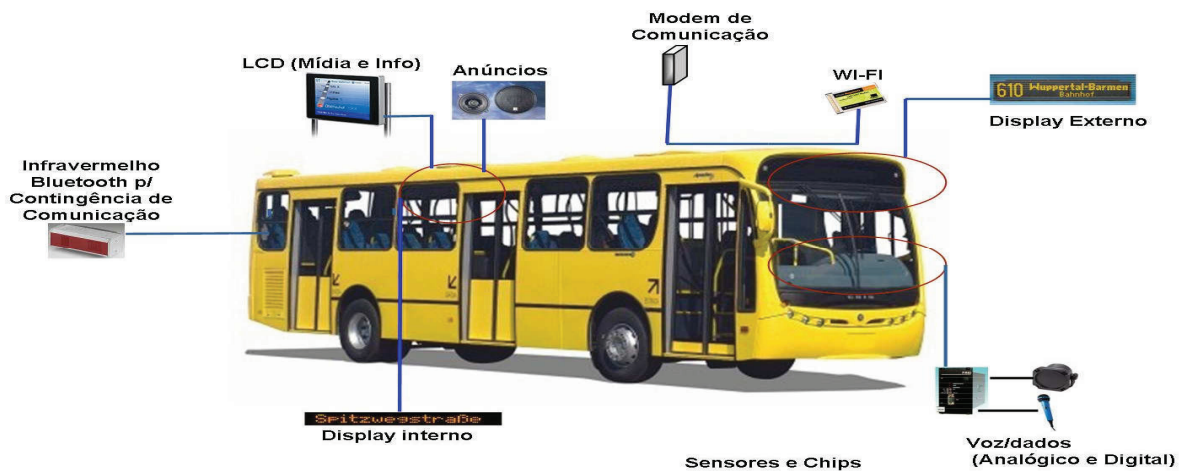 Modem de
Comunicação
LCD (Mídia e Info)
Anúncios
WI-FI
610 Wuppertal-Barmen
Bahnhof
Display Externo
Infravermelho
Bluetooth p/
Contingência de
Comunicação
Spitzwegstraße
Display interno
Voz/dados
(Analógico e Digital)
Sensores e Chips